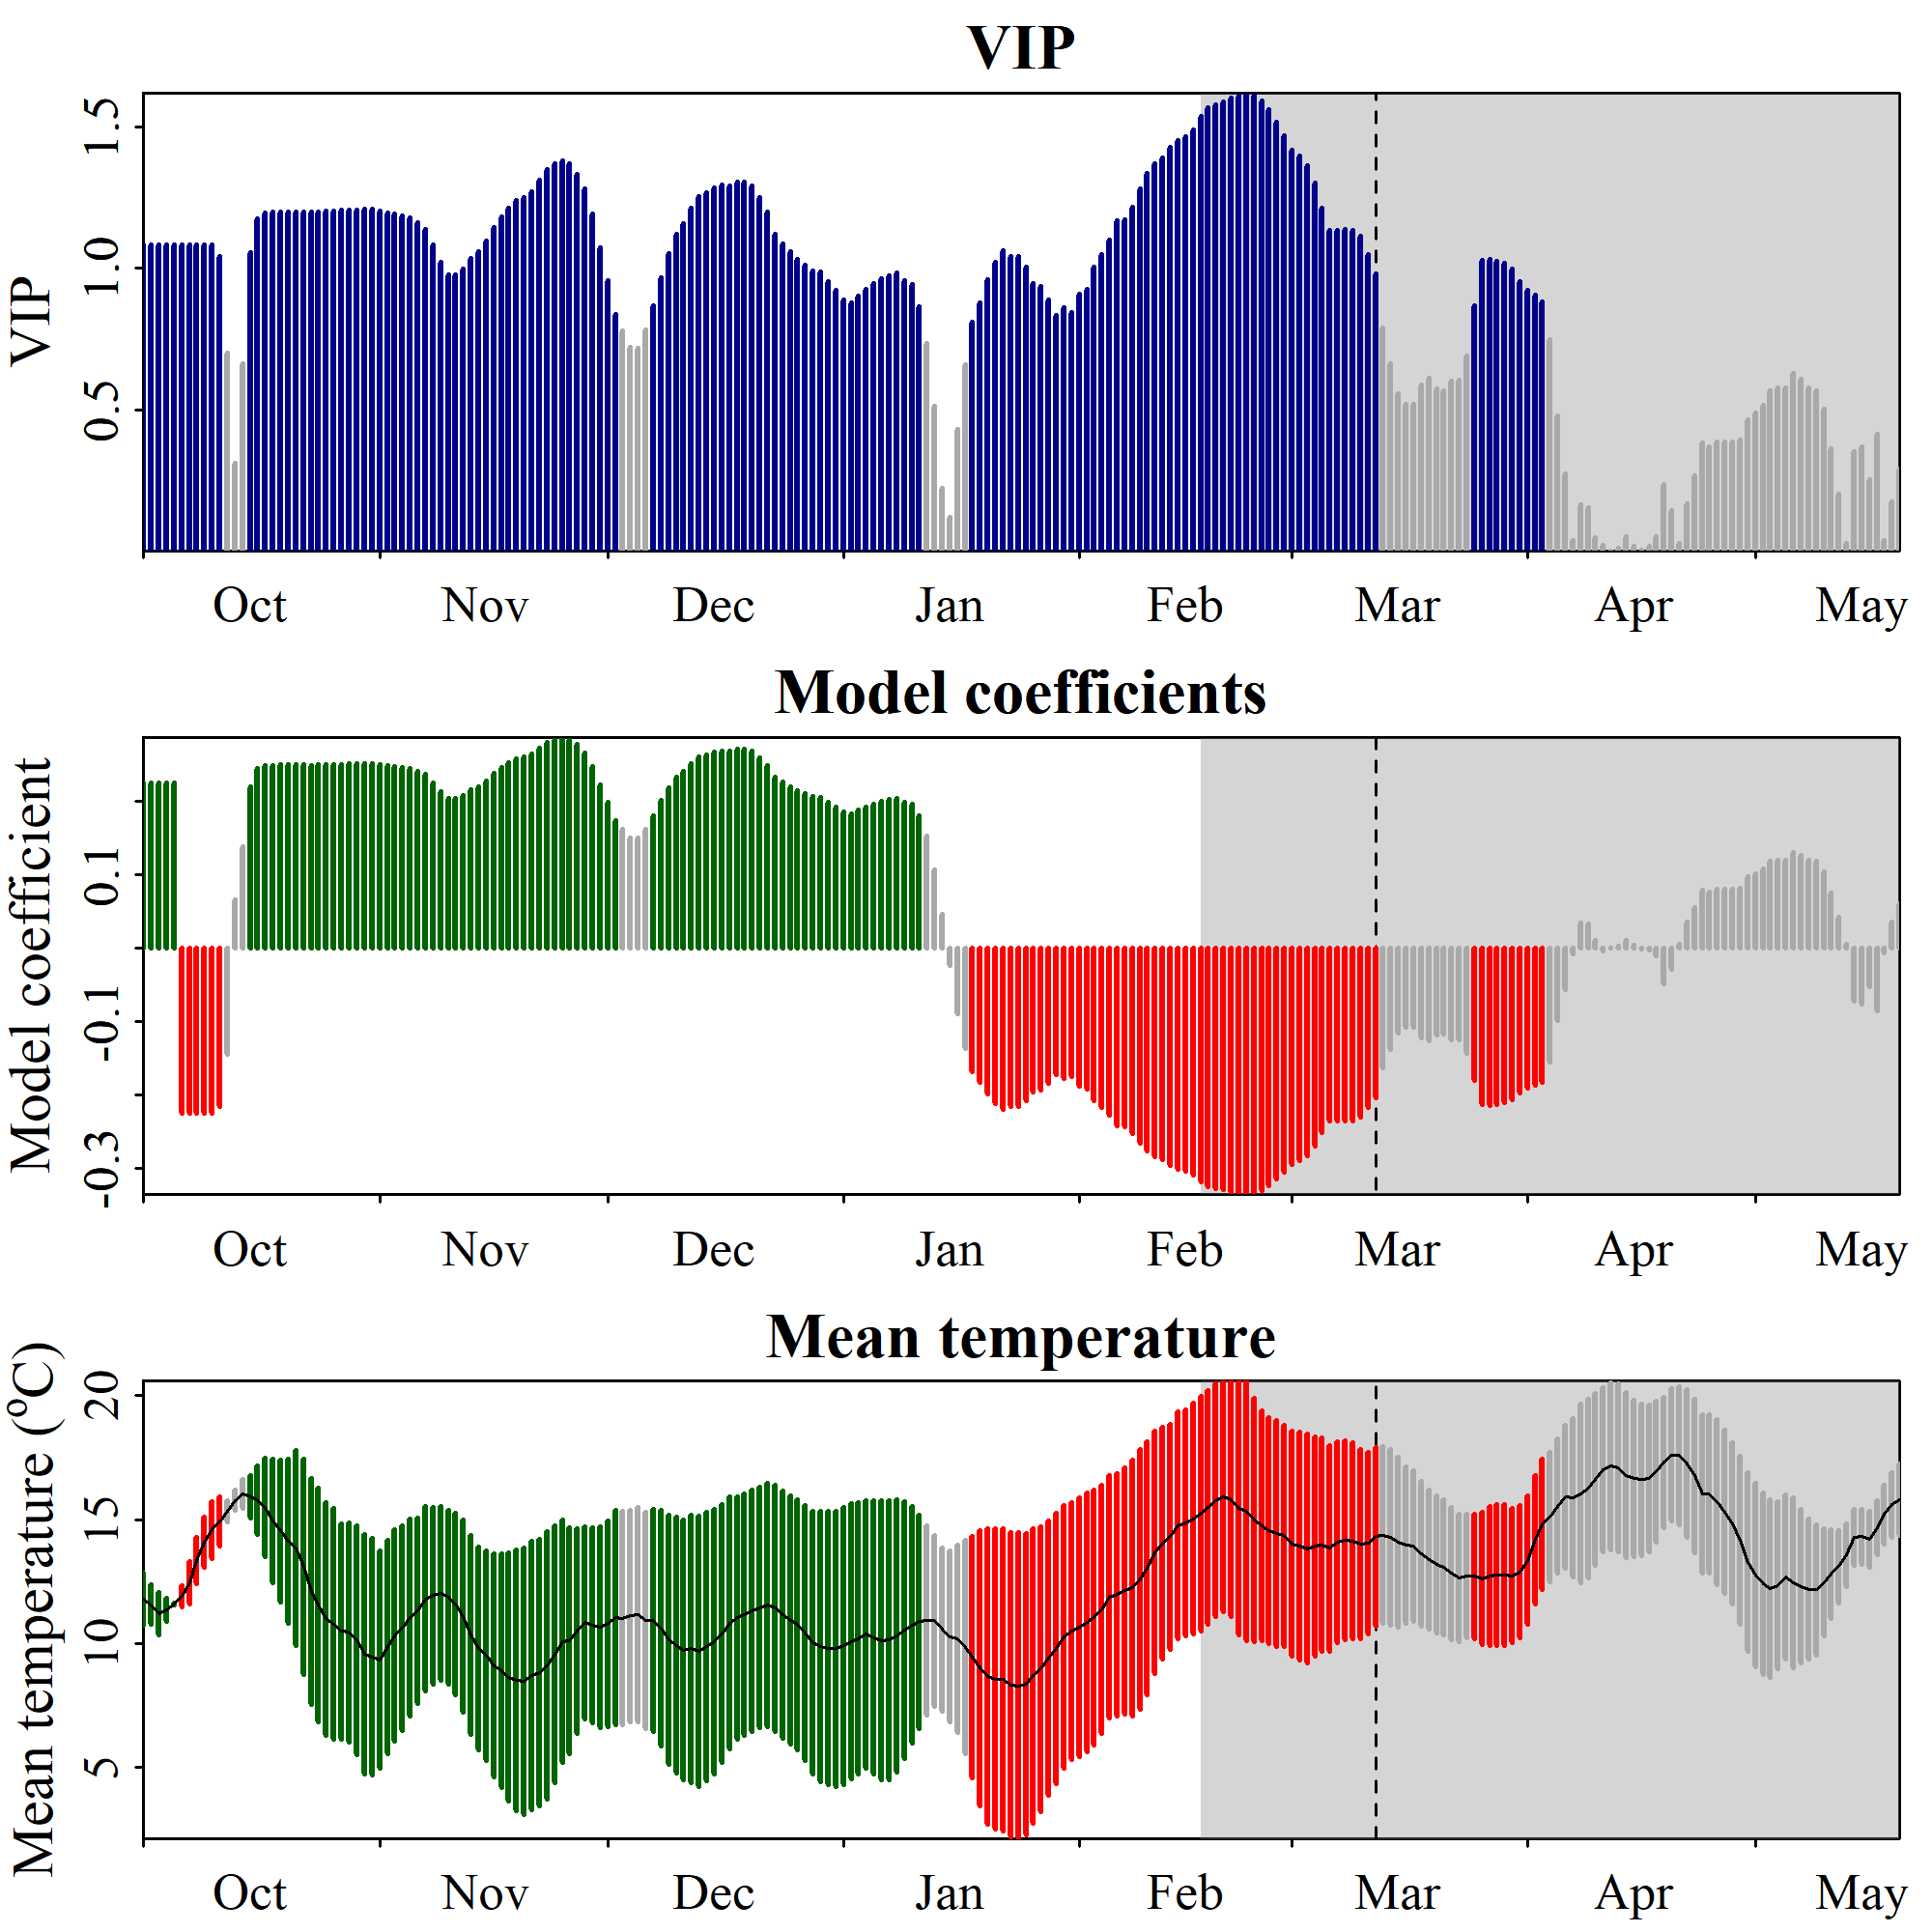 VIP
VIP
1.5
1.0
0.5
Oct Nov Dec Jan Feb Mar Apr May
Model coefficients
Model coefficient
0.1
-0.1
-0.3
Oct Nov Dec Jan Feb Mar Apr May
Mean temperature
Mean temperature (ºC)
20
15
10
5
Oct Nov Dec Jan Feb Mar Apr May